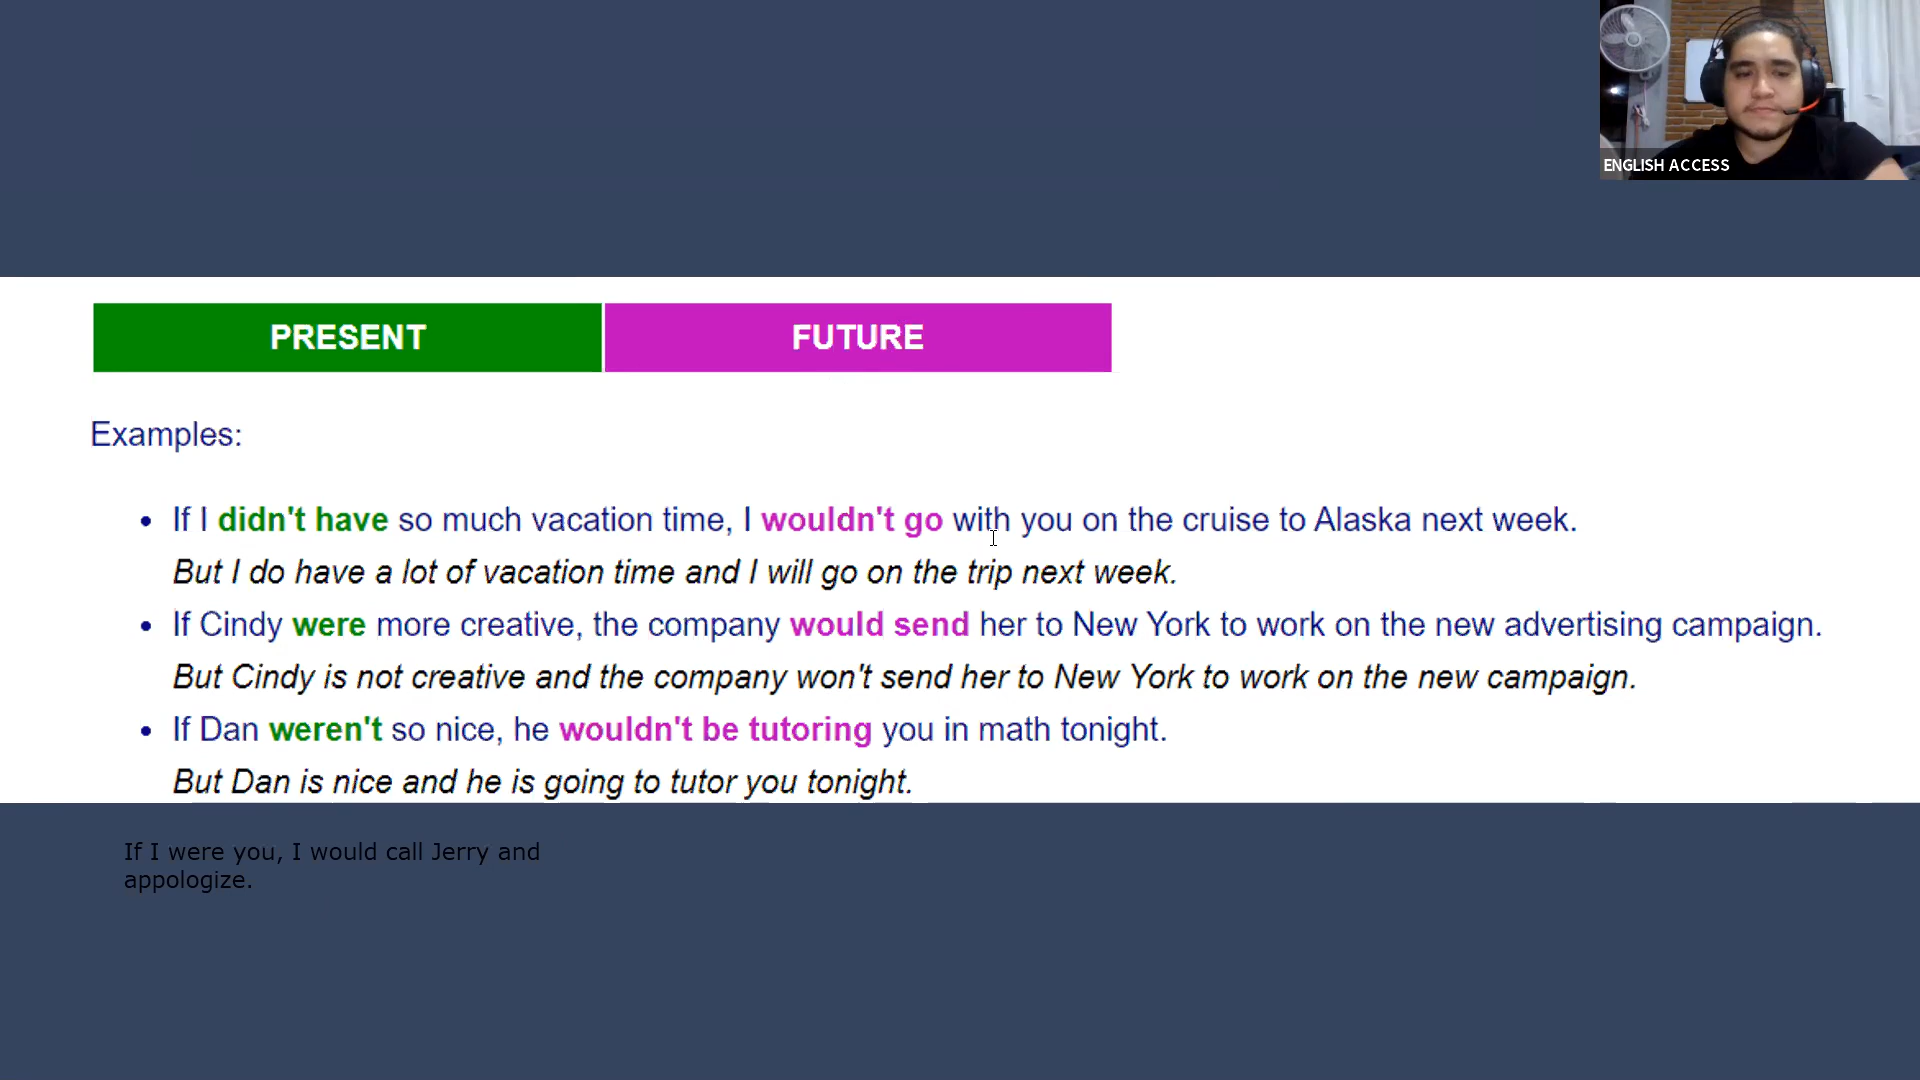 ENGLISH ACCESS
PRESENT FUTURE
Examples:
• If I didn't have so much vacation time, I wouldn't go with you on the cruise to Alaska next week.
But I do have a lot of vacation time and I will go on the trip next week.
• If Cindy were more creative, the company would send her to New York to work on the new advertising campaign.
But Cindy is not creative and the company won't send her to New York to work on the new campaign.
• If Dan weren't so nice, he wouldn't be tutoring you in math tonight.
But Dan is nice and he is going to tutor you tonight.
If I were you, I would call Jerry and
appologize.